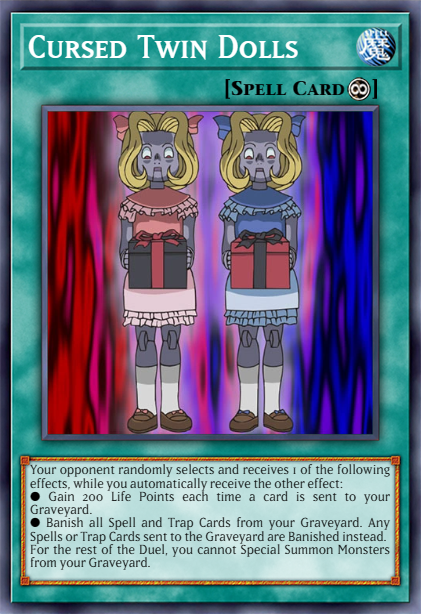 Cursed Twin Dolls
魔
[Spell Card]
Your opponent randomly selects and receives 1 of the following
effects, while you automatically receive the other effect:
● Gain 200 Life Points each time a card is sent to your
Graveyard.
● Banish all Spell and Trap Cards from your Graveyard. Any
Spells or Trap Cards sent to the Graveyard are Banished instead.
For the rest of the Duel, you cannot Special Summon Monsters
from your Graveyard.